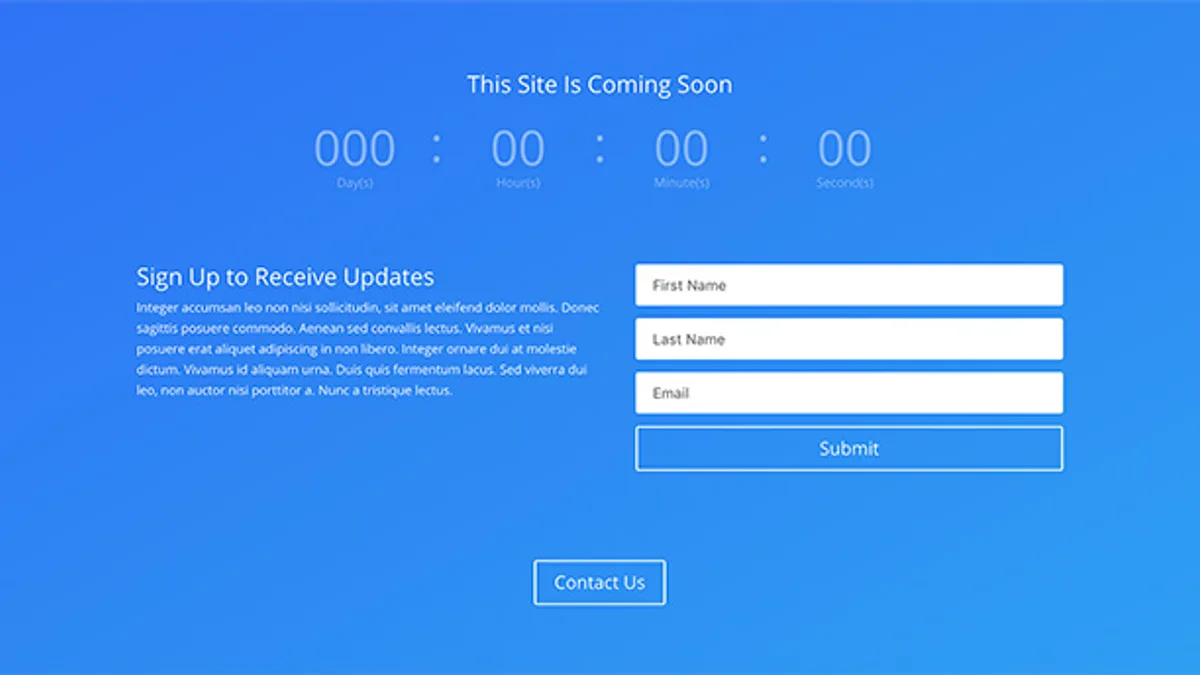 This Site Is Coming Soon
000 : 00 : 00 : 00
Day(s) Hour(s) Minute(s) Second(s)
Sign Up to Receive Updates
Integer accumsan leo non nisi sollicitudin, sit amet eleifend dolor mollis. Donec
sagittis posuere commodo. Aenean sed convallis lectus. Vivamus et nisi
posuere erat aliquet adipiscing in non libero. Integer ornare dui at molestie
dictum. Vivamus id aliquam urna. Duis quis fermentum lacus. Sed viverra dui
leo, non auctor nisi porttitor a. Nunc a tristique lectus.
First Name
Last Name
Email
Submit
Contact Us